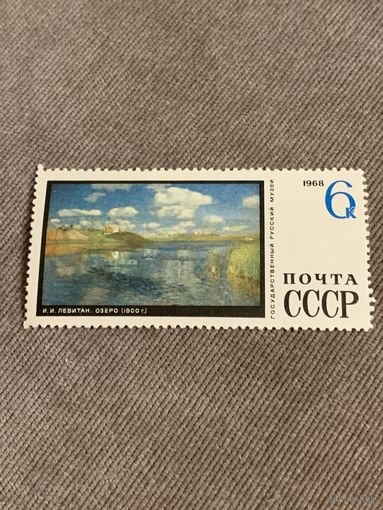 1968
6к
ГОСУДАРСТВЕННЫЙ РУССКИЙ МУЗЕЙ
ПОЧТА
СССР
И. И. ЛЕВИТАН. ОЗЕРО (1900 г.)